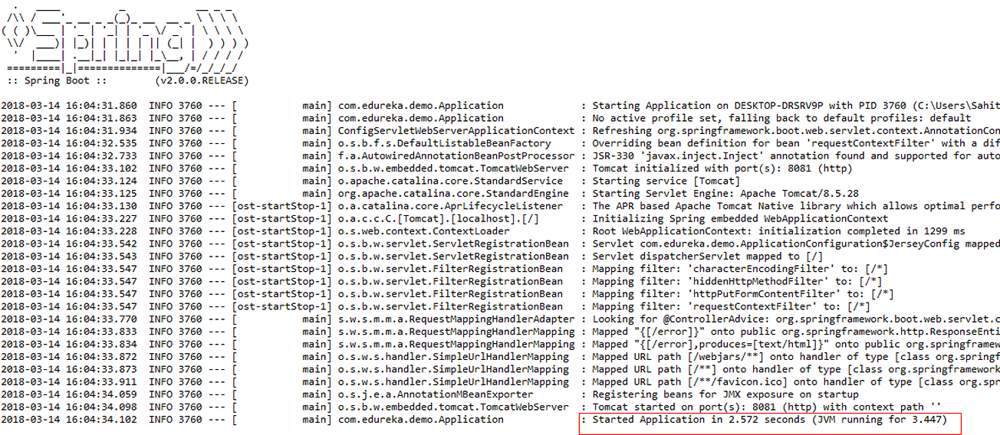 .   ____          _            __ _ _
 /\\ / ___'_ __ _ _(_)_ __  __ _ \ \ \ \
( ( )\___ | '_ | '_| | '_ \/ _` | \ \ \ \
 \\/  ___)| |_)| | | | | || (_| |  ) ) ) )
  '  |____| .__|_| |_|_| |_\__, | / / / /
 =========|_|==============|___/=/_/_/_/
 :: Spring Boot ::        (v2.0.0.RELEASE)
2018-03-14 16:04:31.860  INFO 3760 --- [           main] com.edureka.demo.Application             : Starting Application on DESKTOP-DRSRV9P with PID 3760 (C:\Users\Sahit
2018-03-14 16:04:31.863  INFO 3760 --- [           main] com.edureka.demo.Application             : No active profile set, falling back to default profiles: default
2018-03-14 16:04:31.934  INFO 3760 --- [           main] ConfigServletWebServerApplicationContext : Refreshing org.springframework.boot.web.servlet.context.AnnotationCon
2018-03-14 16:04:32.535  INFO 3760 --- [           main] o.s.b.f.s.DefaultListableBeanFactory     : Overriding bean definition for bean 'requestContextFilter' with a dif
2018-03-14 16:04:32.733  INFO 3760 --- [           main] f.a.AutowiredAnnotationBeanPostProcessor : JSR-330 'javax.inject.Inject' annotation found and supported for auto
2018-03-14 16:04:33.102  INFO 3760 --- [           main] o.s.b.w.embedded.tomcat.TomcatWebServer  : Tomcat initialized with port(s): 8081 (http)
2018-03-14 16:04:33.124  INFO 3760 --- [           main] o.apache.catalina.core.StandardService   : Starting service [Tomcat]
2018-03-14 16:04:33.125  INFO 3760 --- [           main] org.apache.catalina.core.StandardEngine  : Starting Servlet Engine: Apache Tomcat/8.5.28
2018-03-14 16:04:33.130  INFO 3760 --- [ost-startStop-1] o.a.catalina.core.AprLifecycleListener   : The APR based Apache Tomcat Native library which allows optimal perfo
2018-03-14 16:04:33.227  INFO 3760 --- [ost-startStop-1] o.a.c.c.C.[Tomcat].[localhost].[/]       : Initializing Spring embedded WebApplicationContext
2018-03-14 16:04:33.228  INFO 3760 --- [ost-startStop-1] o.s.web.context.ContextLoader            : Root WebApplicationContext: initialization completed in 1299 ms
2018-03-14 16:04:33.542  INFO 3760 --- [ost-startStop-1] o.s.b.w.servlet.ServletRegistrationBean  : Servlet com.edureka.demo.ApplicationConfiguration$JerseyConfig mapped
2018-03-14 16:04:33.543  INFO 3760 --- [ost-startStop-1] o.s.b.w.servlet.ServletRegistrationBean  : Servlet dispatcherServlet mapped to [/]
2018-03-14 16:04:33.547  INFO 3760 --- [ost-startStop-1] o.s.b.w.servlet.FilterRegistrationBean   : Mapping filter: 'characterEncodingFilter' to: [/*]
2018-03-14 16:04:33.547  INFO 3760 --- [ost-startStop-1] o.s.b.w.servlet.FilterRegistrationBean   : Mapping filter: 'hiddenHttpMethodFilter' to: [/*]
2018-03-14 16:04:33.547  INFO 3760 --- [ost-startStop-1] o.s.b.w.servlet.FilterRegistrationBean   : Mapping filter: 'httpPutFormContentFilter' to: [/*]
2018-03-14 16:04:33.547  INFO 3760 --- [ost-startStop-1] o.s.b.w.servlet.FilterRegistrationBean   : Mapping filter: 'requestContextFilter' to: [/*]
2018-03-14 16:04:33.770  INFO 3760 --- [           main] s.w.s.m.m.a.RequestMappingHandlerAdapter : Looking for @ControllerAdvice: org.springframework.boot.web.servlet.c
2018-03-14 16:04:33.833  INFO 3760 --- [           main] s.w.s.m.m.a.RequestMappingHandlerMapping : Mapped "{[/error]}" onto public org.springframework.http.ResponseEnti
2018-03-14 16:04:33.834  INFO 3760 --- [           main] s.w.s.m.m.a.RequestMappingHandlerMapping : Mapped "{[/error],produces=[text/html]}" onto public org.springframew
2018-03-14 16:04:33.872  INFO 3760 --- [           main] o.s.w.s.handler.SimpleUrlHandlerMapping  : Mapped URL path [/webjars/**] onto handler of type [class org.springf
2018-03-14 16:04:33.873  INFO 3760 --- [           main] o.s.w.s.handler.SimpleUrlHandlerMapping  : Mapped URL path [/**] onto handler of type [class org.springframework
2018-03-14 16:04:33.911  INFO 3760 --- [           main] o.s.w.s.handler.SimpleUrlHandlerMapping  : Mapped URL path [/**/favicon.ico] onto handler of type [class org.spr
2018-03-14 16:04:34.059  INFO 3760 --- [           main] o.s.j.e.a.AnnotationMBeanExporter        : Registering beans for JMX exposure on startup
2018-03-14 16:04:34.098  INFO 3760 --- [           main] o.s.b.w.embedded.tomcat.TomcatWebServer  : Tomcat started on port(s): 8081 (http) with context path ''
2018-03-14 16:04:34.102  INFO 3760 --- [           main] com.edureka.demo.Application             : Started Application in 2.572 seconds (JVM running for 3.447)